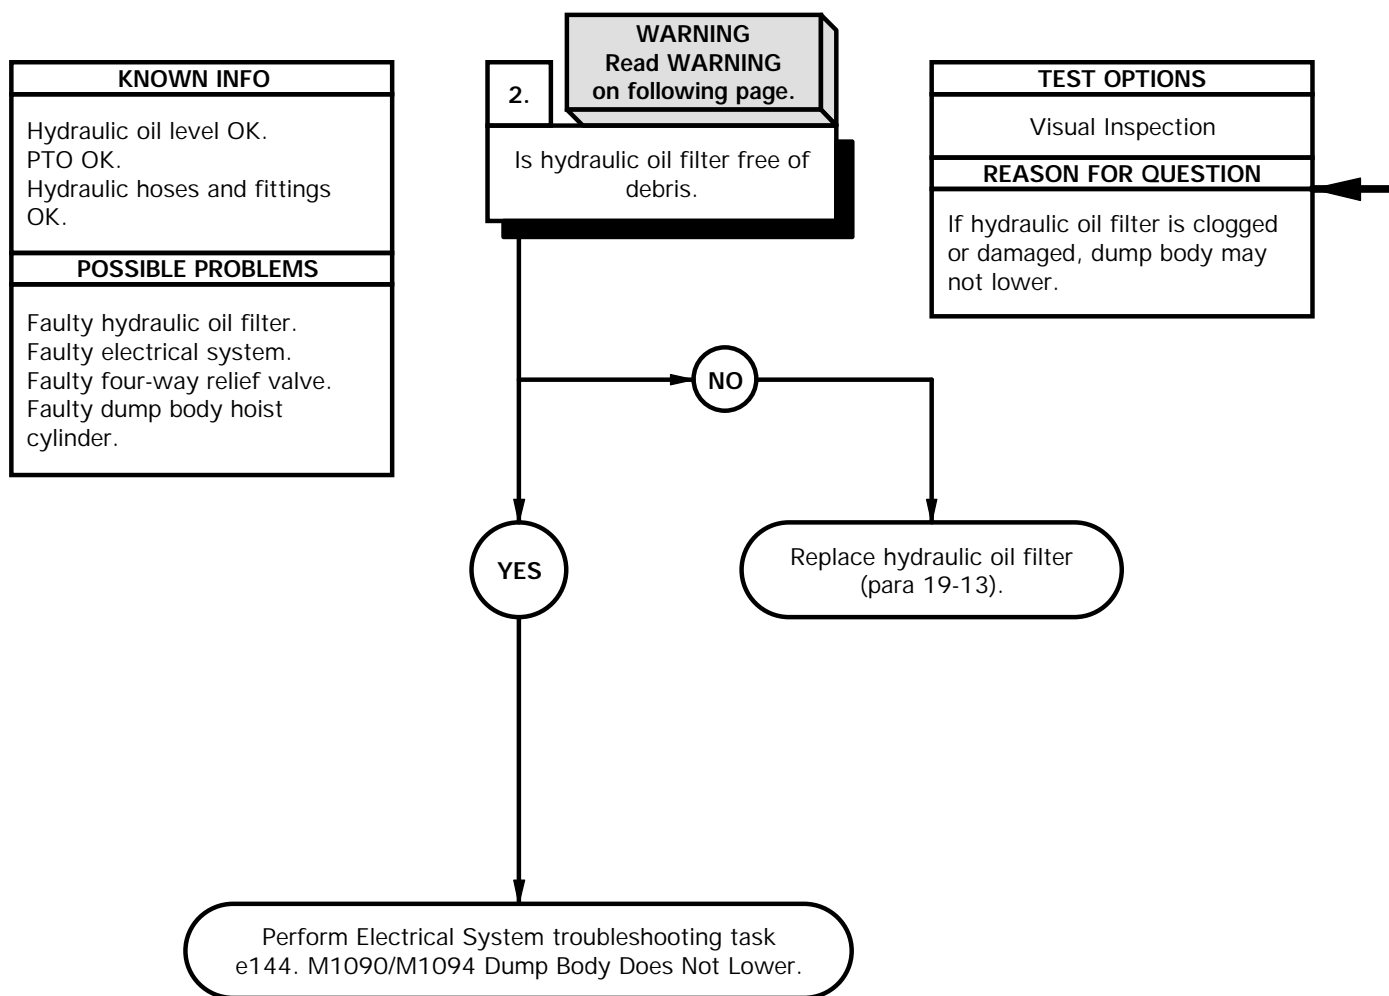 KNOWN INFO
Hydraulic oil level OK.
PTO OK.
Hydraulic hoses and fittings
OK.
POSSIBLE PROBLEMS
Faulty hydraulic oil filter.
Faulty electrical system.
Faulty four-way relief valve.
Faulty dump body hoist
cylinder.
WARNING
Read WARNING
on following page.
2.
Is hydraulic oil filter free of
debris.
TEST OPTIONS
Visual Inspection
REASON FOR QUESTION
If hydraulic oil filter is clogged
or damaged, dump body may
not lower.
NO
YES
Replace hydraulic oil filter
(para 19-13).
Perform Electrical System troubleshooting task
e144. M1090/M1094 Dump Body Does Not Lower.